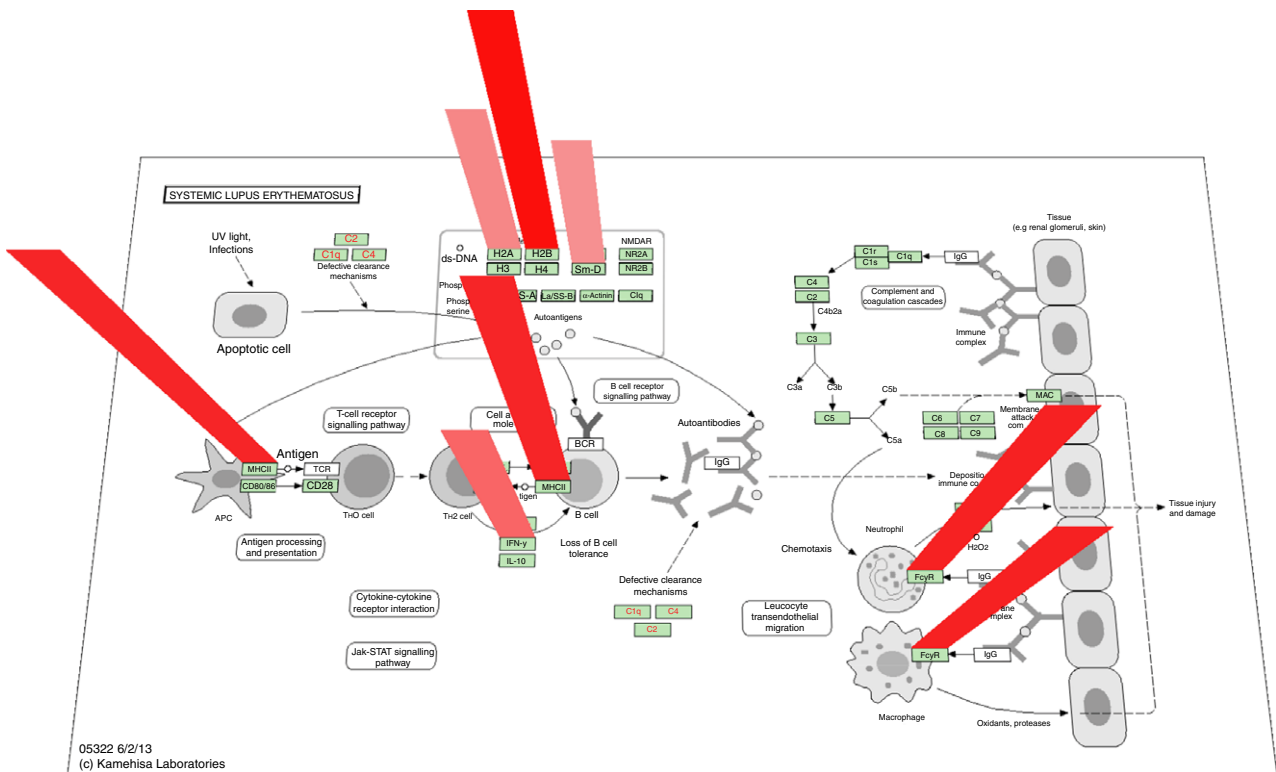 SYSTEMIC LUPUS ERYTHEMATOSUS
UV light,
Infections
C2
C1q
C4
Defective clearance
mechanisms
Apoptotic cell
ds-DNA
H2A
H2B
H3
H4
Sm-D
NMDAR
NR2A
NR2B
serine
S-A
La/SS-B
α-Actinin
CIq
Autoantigens
T-cell receptor
signalling pathway
B cell receptor
signalling pathway
Antigen
MHCII
TCR
CD80/86
CD28
APC
TH0 cell
TH2 cell
BCR
MHCII
B cell
Antigen processing
and presentation
IFN-y
IL-10
Loss of B cell
tolerance
Cytokine-cytokine
receptor interaction
Jak-STAT signalling
pathway
Autoantibodies
IgG
Defective clearance
mechanisms
C1q
C4
C2
Tissue
(e.g renal glomeruli, skin)
C1r
C1s
C1q
IgG
C4
C2
C4b2a
Complement and
coagulation cascades
Immune
complex
C3
C3a
C3b
C5
C5b
C5a
C6
C7
C8
C9
MAC
Membrane
attack
Tissue injury
and damage
Neutrophil
H2O2
Chemotaxis
FcyR
IgG
Leucocyte
transendothelial
migration
FcyR
IgG
Macrophage
Oxidants, proteases
05322 6/2/13
(c) Kamehisa Laboratories